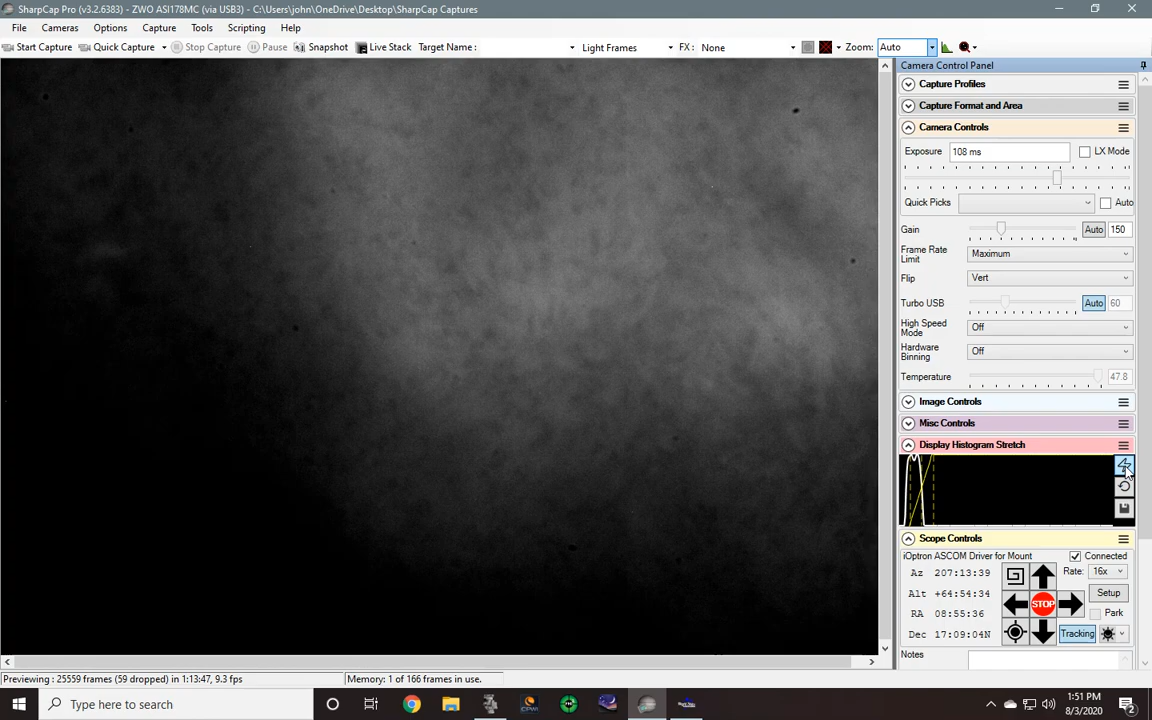 SharpCap Pro (v3.2.6383) - ZWO ASI178MC (via USB3) - C:\Users\john\OneDrive\Desktop\SharpCap Captures
File Cameras Options Capture Tools Scripting Help
Start Capture Quick Capture Stop Capture Pause Snapshot Live Stack Target Name : Light Frames FX : None Zoom: Auto
Camera Control Panel
Capture Profiles
Capture Format and Area
Camera Controls
Exposure 108 ms LX Mode
Quick Picks Auto
Gain Auto 150
Frame Rate Limit Maximum
Flip Vert
Turbo USB Auto 60
High Speed Mode Off
Hardware Binning Off
Temperature 47.8
Image Controls
Misc Controls
Display Histogram Stretch
Scope Controls
iOptron ASCOM Driver for Mount Connected
Az 207:13:39 Rate: 16x
Alt +64:54:34 STOP Setup
RA 08:55:36 Park
Dec 17:09:04N Tracking
Notes
Previewing : 25559 frames (59 dropped) in 1:13:47, 9.3 fps Memory: 1 of 166 frames in use.
Type here to search
1:51 PM
8/3/2020
2